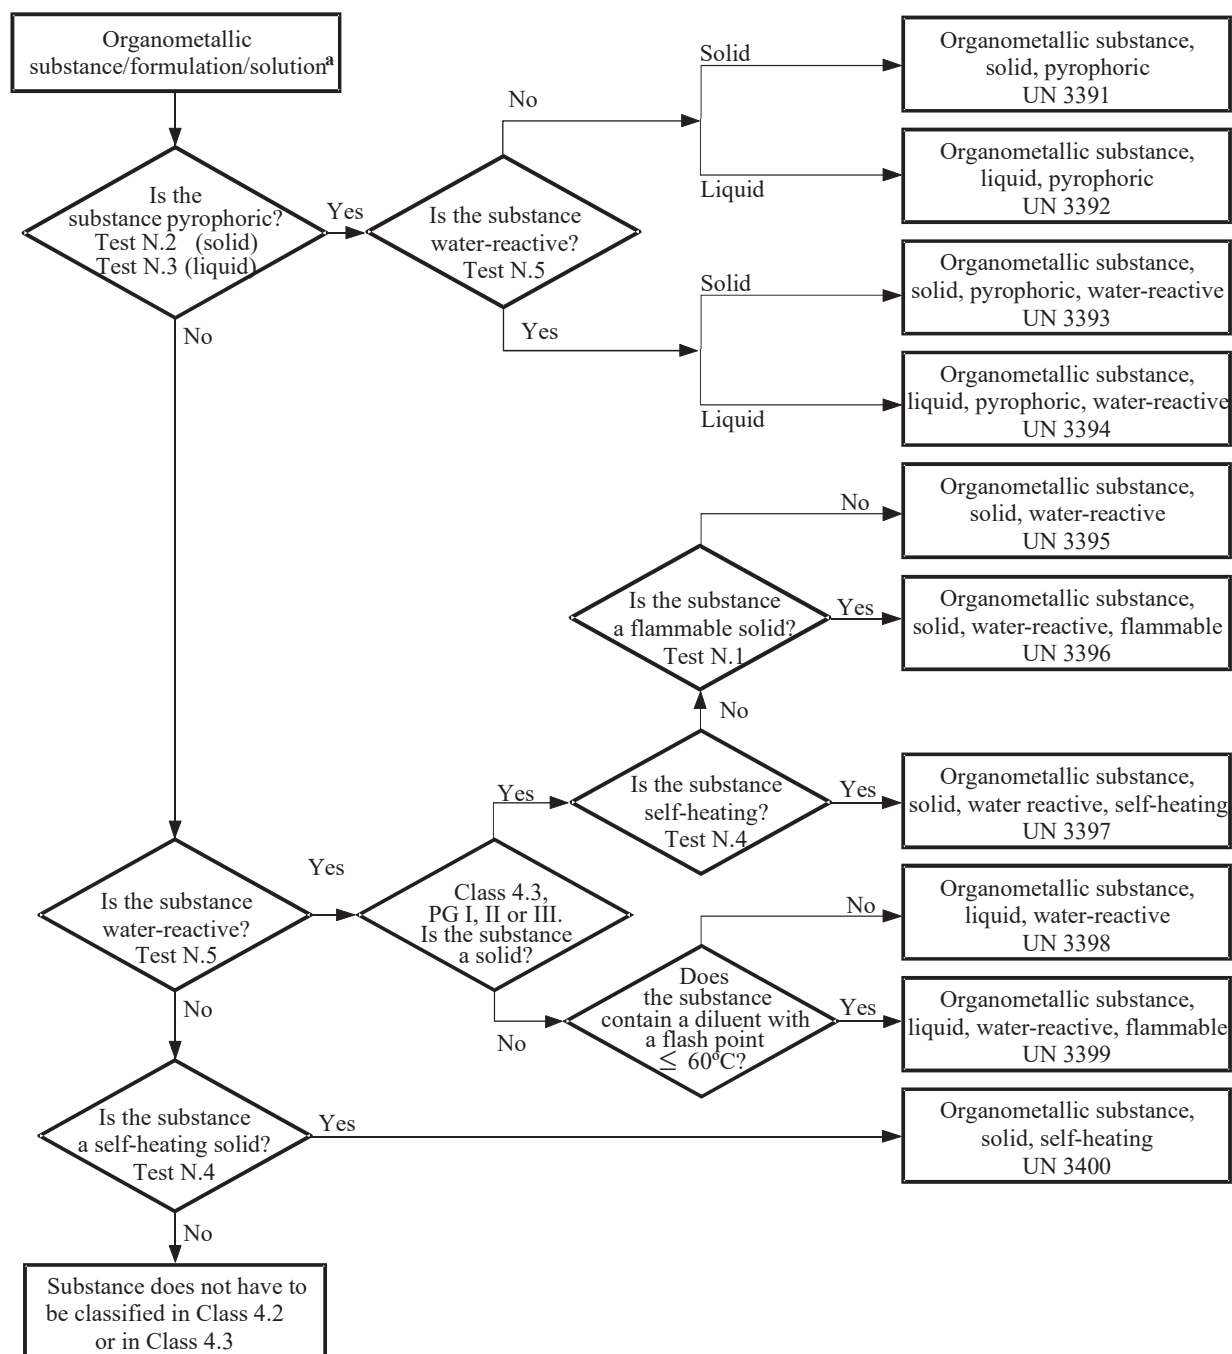 Organometallic
substance/formulation/solutionᵃ
Solid
Organometallic substance,
solid, pyrophoric
UN 3391
No
Liquid
Organometallic substance,
liquid, pyrophoric
UN 3392
Is the
substance pyrophoric?
Test N.2 (solid)
Test N.3 (liquid)
Yes
Is the substance
water-reactive?
Test N.5
Solid
Organometallic substance,
solid, pyrophoric, water-reactive
UN 3393
No
Yes
Liquid
Organometallic substance,
liquid, pyrophoric, water-reactive
UN 3394
No
Organometallic substance,
solid, water-reactive
UN 3395
Is the substance
a flammable solid?
Test N.1
Yes
Organometallic substance,
solid, water-reactive, flammable
UN 3396
No
Yes
Is the substance
self-heating?
Test N.4
Yes
Organometallic substance,
solid, water reactive, self-heating
UN 3397
Is the substance
water-reactive?
Test N.5
Yes
Class 4.3,
PG I, II or III.
Is the substance
a solid?
No
Organometallic substance,
liquid, water-reactive
UN 3398
No
No
Does
the substance
contain a diluent with
a flash point
≤ 60°C?
Yes
Organometallic substance,
liquid, water-reactive, flammable
UN 3399
Is the substance
a self-heating solid?
Test N.4
Yes
Organometallic substance,
solid, self-heating
UN 3400
No
Substance does not have to
be classified in Class 4.2
or in Class 4.3